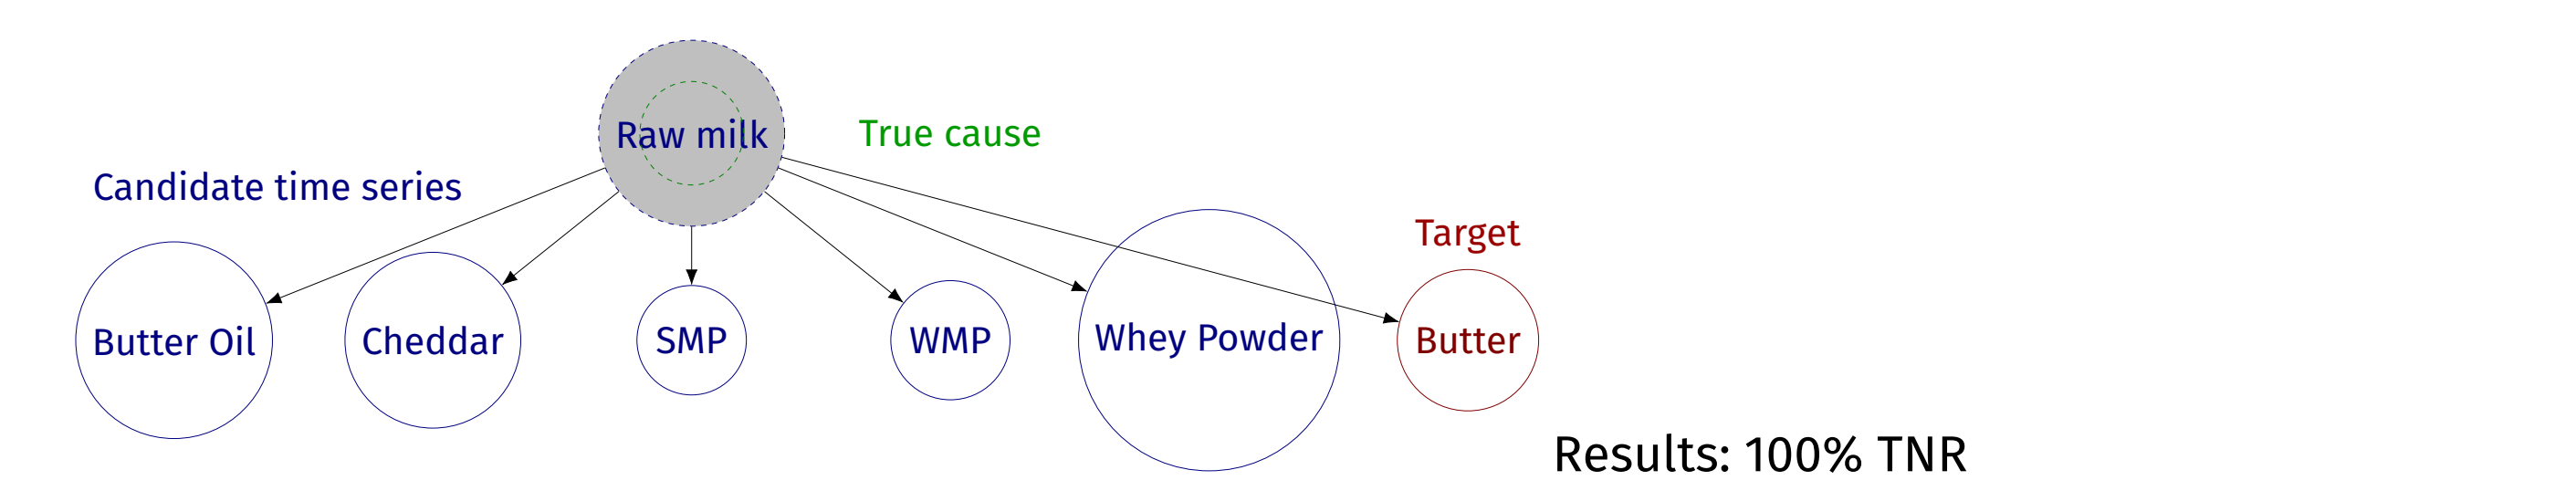 Raw milk
True cause
Candidate time series
Target
Butter Oil
Cheddar
SMP
WMP
Whey Powder
Butter
Results: 100% TNR